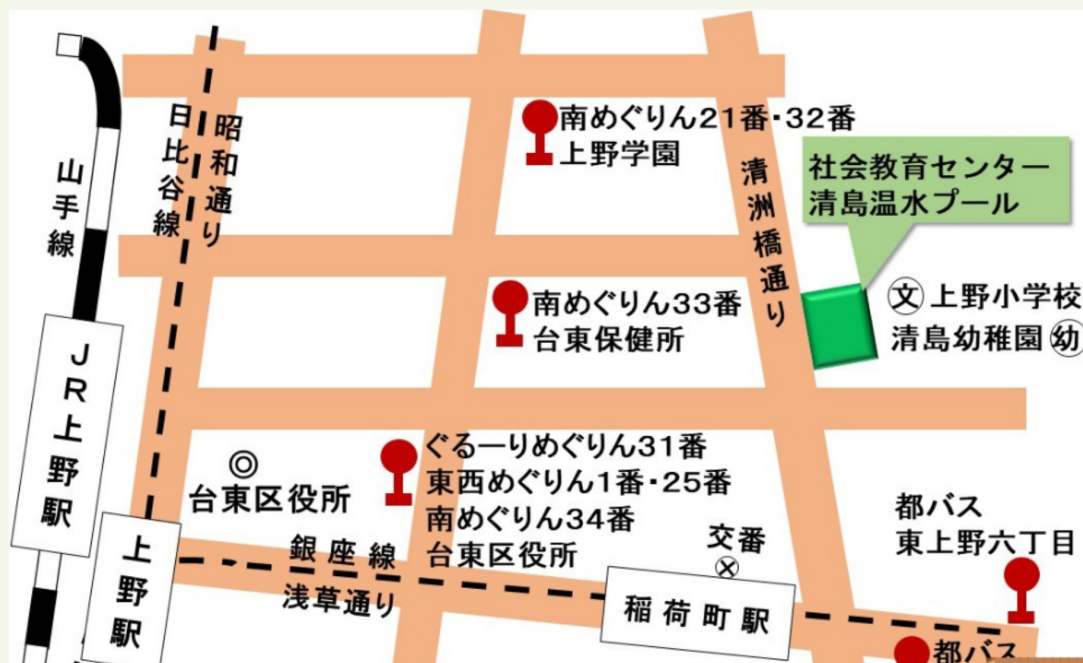 南めぐりん21番・32番
上野学園
日比谷線
昭和通り
山手線
清洲橋通り
社会教育センター
清島温水プール
南めぐりん33番
台東保健所
文 上野小学校
清島幼稚園 幼
JR上野駅
ぐるーりめぐりん31番
東西めぐりん1番・25番
南めぐりん34番
台東区役所
台東区役所
都バス
東上野六丁目
上野駅
銀座線
浅草通り
交番
稲荷町駅
都バス